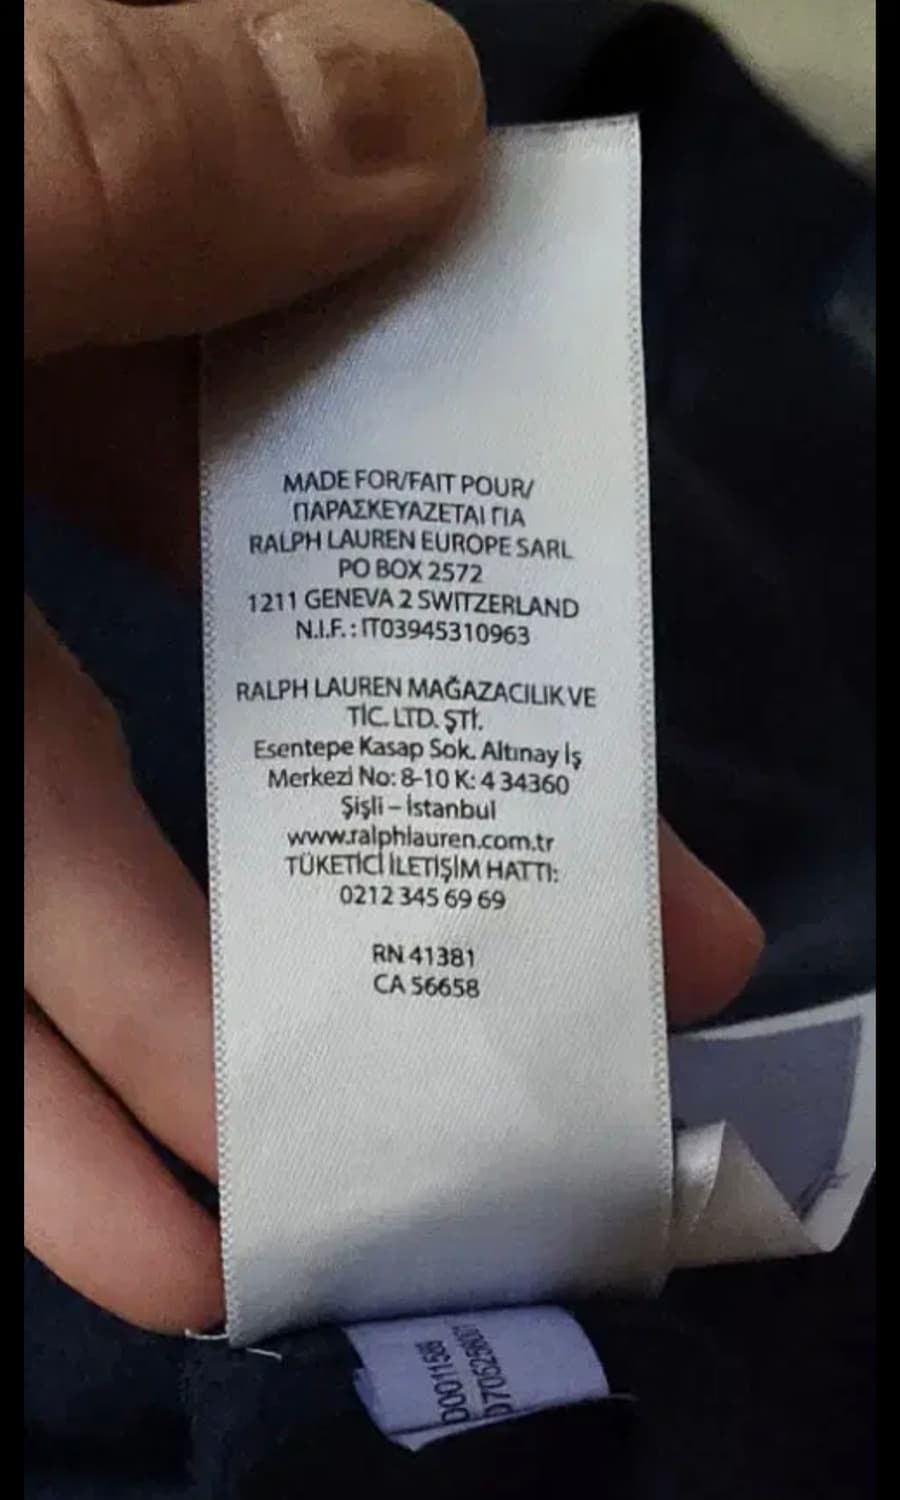 MADE FOR/FAIT POUR/
ΠΑΡΑΣΚΕΥΑΖΕΤΑΙ ΓΙΑ
RALPH LAUREN EUROPE SARL
PO BOX 2572
1211 GENEVA 2 SWITZERLAND
N.I.F. : IT03945310963
RALPH LAUREN MAĞAZACILIK VE
TİC. LTD. ŞTİ.
Esentepe Kasap Sok. Altınay İş
Merkezi No: 8-10 K: 4 34360
Şişli – İstanbul
www.ralphlauren.com.tr
TÜKETİCİ İLETİŞİM HATTI:
0212 345 69 69
RN 41381
CA 56658